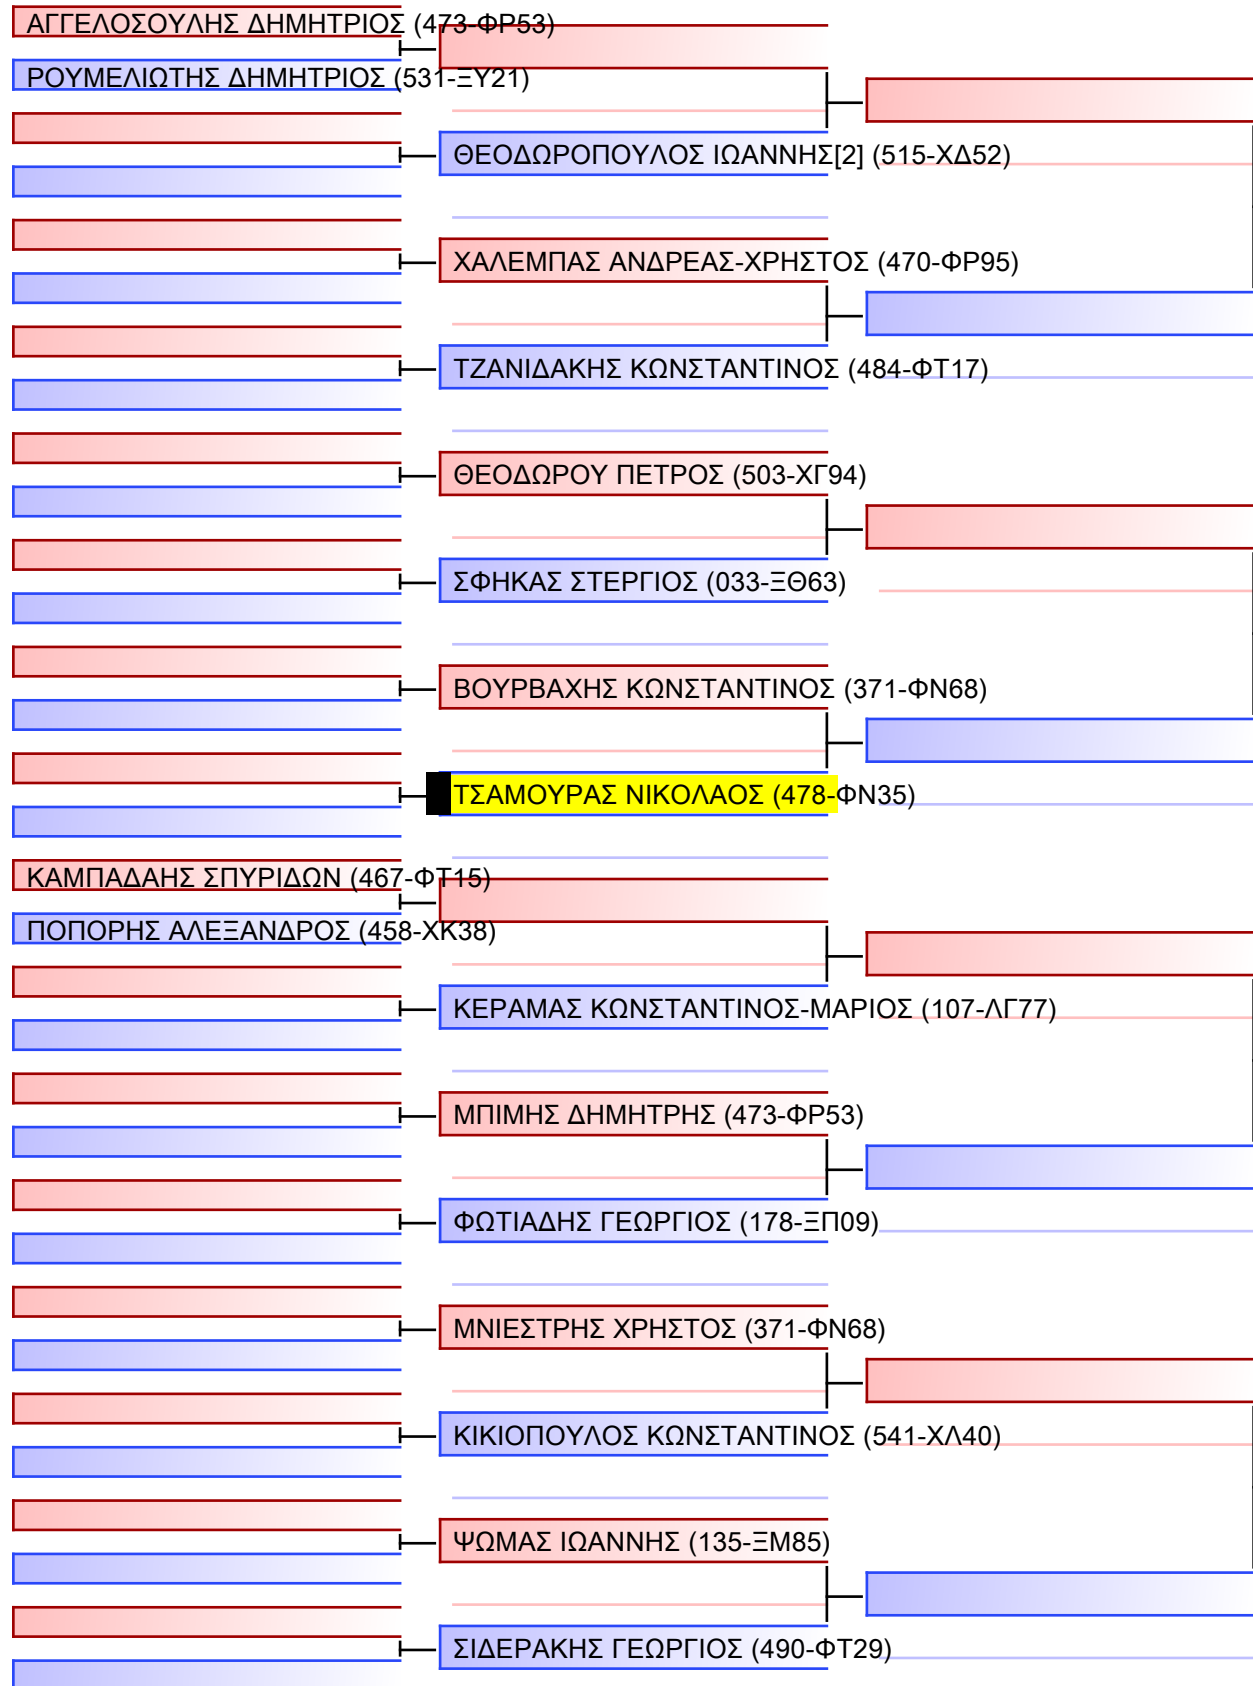 ΑΓΓΕΛΟΣΟΥΛΗΣ ΔΗΜΗΤΡΙΟΣ (473-ΦΡ53)
ΡΟΥΜΕΛΙΩΤΗΣ ΔΗΜΗΤΡΙΟΣ (531-ΞΥ21)
ΘΕΟΔΩΡΟΠΟΥΛΟΣ ΙΩΑΝΝΗΣ[2] (515-ΧΔ52)
ΧΑΛΕΜΠΑΣ ΑΝΔΡΕΑΣ-ΧΡΗΣΤΟΣ (470-ΦΡ95)
ΤΖΑΝΙΔΑΚΗΣ ΚΩΝΣΤΑΝΤΙΝΟΣ (484-ΦΤ17)
ΘΕΟΔΩΡΟΥ ΠΕΤΡΟΣ (503-ΧΓ94)
ΣΦΗΚΑΣ ΣΤΕΡΓΙΟΣ (033-ΞΘ63)
ΒΟΥΡΒΑΧΗΣ ΚΩΝΣΤΑΝΤΙΝΟΣ (371-ΦΝ68)
ΤΣΑΜΟΥΡΑΣ ΝΙΚΟΛΑΟΣ (478-ΦΝ35)
ΚΑΜΠΑΔΑΗΣ ΣΠΥΡΙΔΩΝ (467-ΦΤ15)
ΠΟΠΟΡΗΣ ΑΛΕΞΑΝΔΡΟΣ (458-ΧΚ38)
ΚΕΡΑΜΑΣ ΚΩΝΣΤΑΝΤΙΝΟΣ-ΜΑΡΙΟΣ (107-ΛΓ77)
ΜΠΙΜΗΣ ΔΗΜΗΤΡΗΣ (473-ΦΡ53)
ΦΩΤΙΑΔΗΣ ΓΕΩΡΓΙΟΣ (178-ΞΠ09)
ΜΝΙΕΣΤΡΗΣ ΧΡΗΣΤΟΣ (371-ΦΝ68)
ΚΙΚΙΟΠΟΥΛΟΣ ΚΩΝΣΤΑΝΤΙΝΟΣ (541-ΧΛ40)
ΨΩΜΑΣ ΙΩΑΝΝΗΣ (135-ΞΜ85)
ΣΙΔΕΡΑΚΗΣ ΓΕΩΡΓΙΟΣ (490-ΦΤ29)